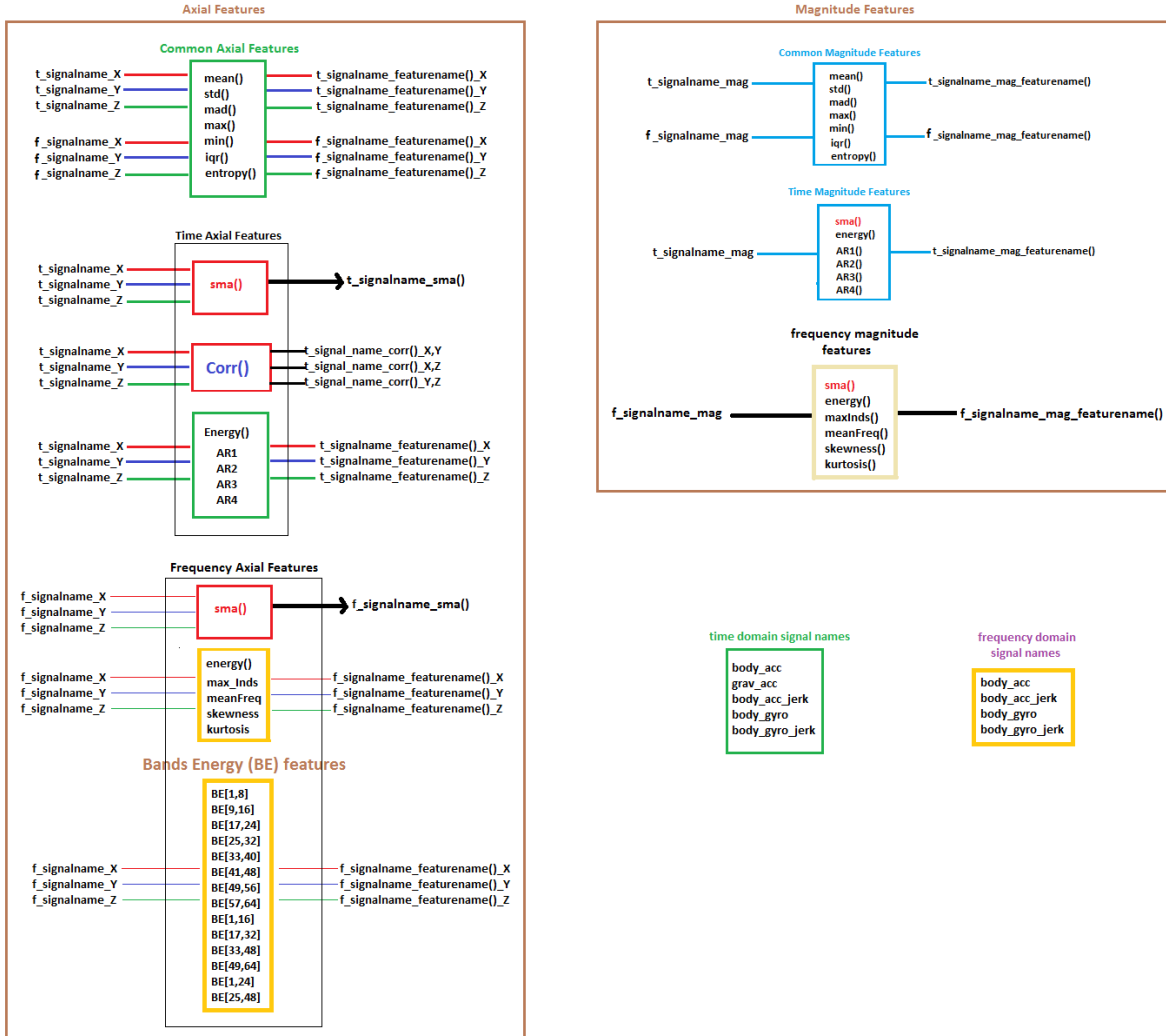 Axial Features
Common Axial Features
t_signalname_X
t_signalname_Y
t_signalname_Z
f_signalname_X
f_signalname_Y
f_signalname_Z
mean()
std()
mad()
max()
min()
iqr()
entropy()
t_signalname_featurename()_X
t_signalname_featurename()_Y
t_signalname_featurename()_Z
f_signalname_featurename()_X
f_signalname_featurename()_Y
f_signalname_featurename()_Z
Time Axial Features
t_signalname_X
t_signalname_Y
t_signalname_Z
sma()
t_signalname_sma()
t_signalname_X
t_signalname_Y
t_signalname_Z
Corr()
t_signal_name_corr()_X,Y
t_signal_name_corr()_X,Z
t_signal_name_corr()_Y,Z
t_signalname_X
t_signalname_Y
t_signalname_Z
Energy()
AR1
AR2
AR3
AR4
t_signalname_featurename()_X
t_signalname_featurename()_Y
t_signalname_featurename()_Z
Frequency Axial Features
f_signalname_X
f_signalname_Y
f_signalname_Z
sma()
f_signalname_sma()
f_signalname_X
f_signalname_Y
f_signalname_Z
energy()
max_Inds
meanFreq
skewness
kurtosis
f_signalname_featurename()_X
f_signalname_featurename()_Y
f_signalname_featurename()_Z
Bands Energy (BE) features
f_signalname_X
f_signalname_Y
f_signalname_Z
BE[1,8]
BE[9,16]
BE[17,24]
BE[25,32]
BE[33,40]
BE[41,48]
BE[49,56]
BE[57,64]
BE[1,16]
BE[17,32]
BE[33,48]
BE[49,64]
BE[1,24]
BE[25,48]
f_signalname_featurename()_X
f_signalname_featurename()_Y
f_signalname_featurename()_Z
Magnitude Features
Common Magnitude Features
t_signalname_mag
f_signalname_mag
mean()
std()
mad()
max()
min()
iqr()
entropy()
t_signalname_mag_featurename()
f_signalname_mag_featurename()
Time Magnitude Features
t_signalname_mag
sma()
energy()
AR1()
AR2()
AR3()
AR4()
t_signalname_mag_featurename()
frequency magnitude
features
f_signalname_mag
sma()
energy()
maxInds()
meanFreq()
skewness()
kurtosis()
f_signalname_mag_featurename()
time domain signal names
body_acc
grav_acc
body_acc_jerk
body_gyro
body_gyro_jerk
frequency domain
signal names
body_acc
body_acc_jerk
body_gyro
body_gyro_jerk